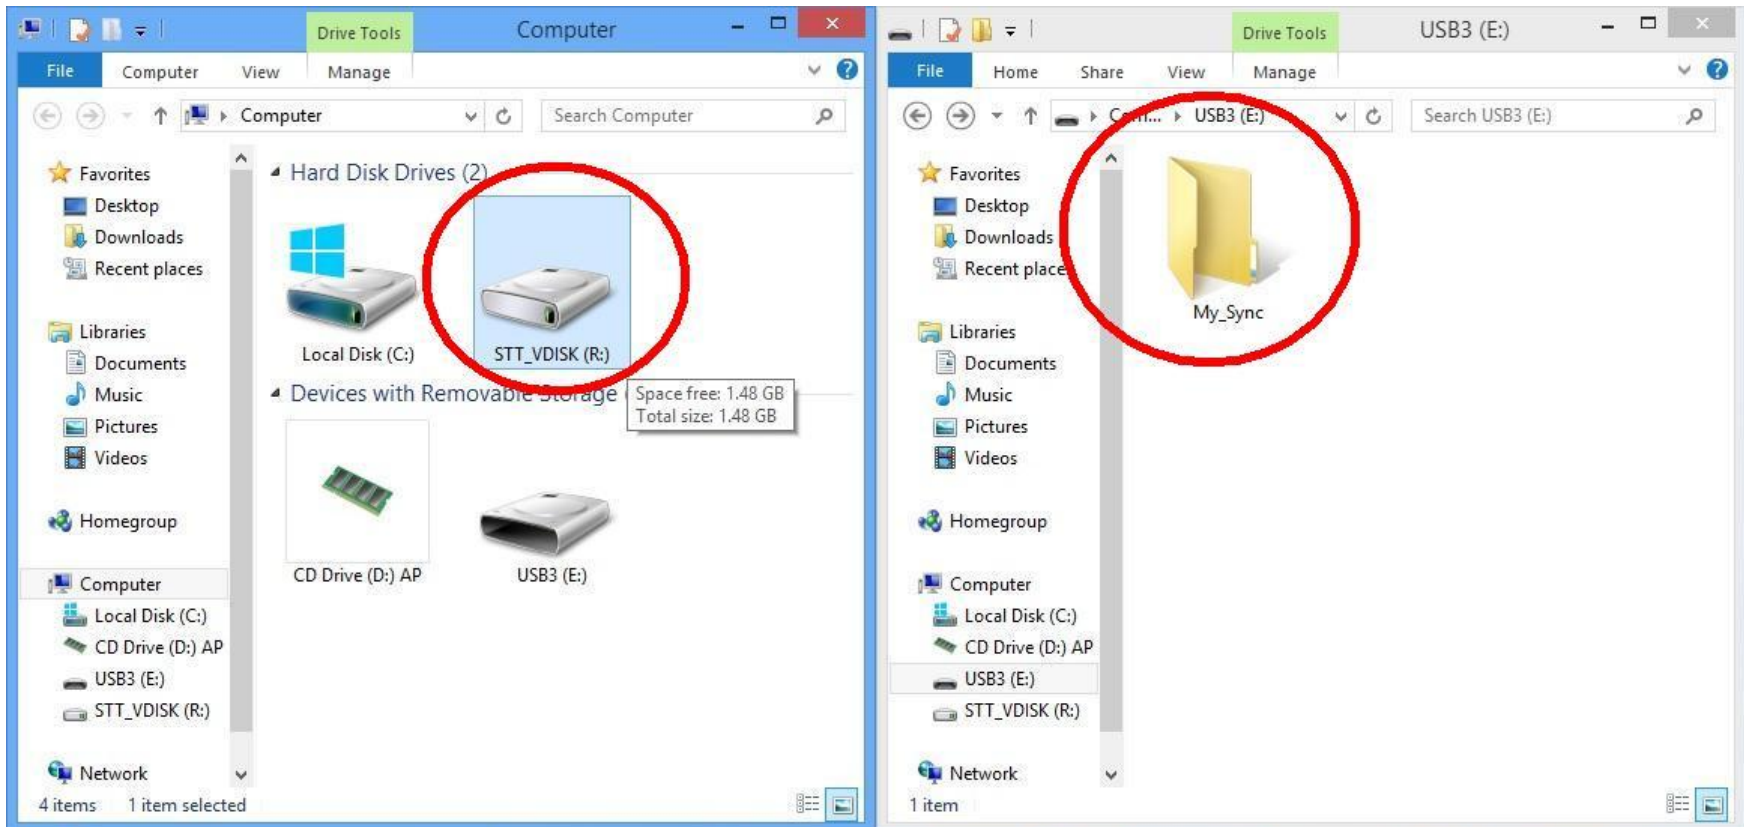 Drive Tools
Computer
File
Computer
View
Manage
Computer
Search Computer
Favorites
Desktop
Downloads
Recent places
Libraries
Documents
Music
Pictures
Videos
Homegroup
Computer
Local Disk (C:)
CD Drive (D:) AP
USB3 (E:)
STT_VDISK (R:)
Network
Hard Disk Drives (2)
Local Disk (C:)
STT_VDISK (R:)
Devices with Removable Storage
Space free: 1.48 GB
Total size: 1.48 GB
CD Drive (D:) AP
USB3 (E:)
4 items
1 item selected
Drive Tools
USB3 (E:)
File
Home
Share
View
Manage
Com... USB3 (E:)
Search USB3 (E:)
Favorites
Desktop
Downloads
Recent places
Libraries
Documents
Music
Pictures
Videos
Homegroup
Computer
Local Disk (C:)
CD Drive (D:) AP
USB3 (E:)
STT_VDISK (R:)
Network
My_Sync
1 item